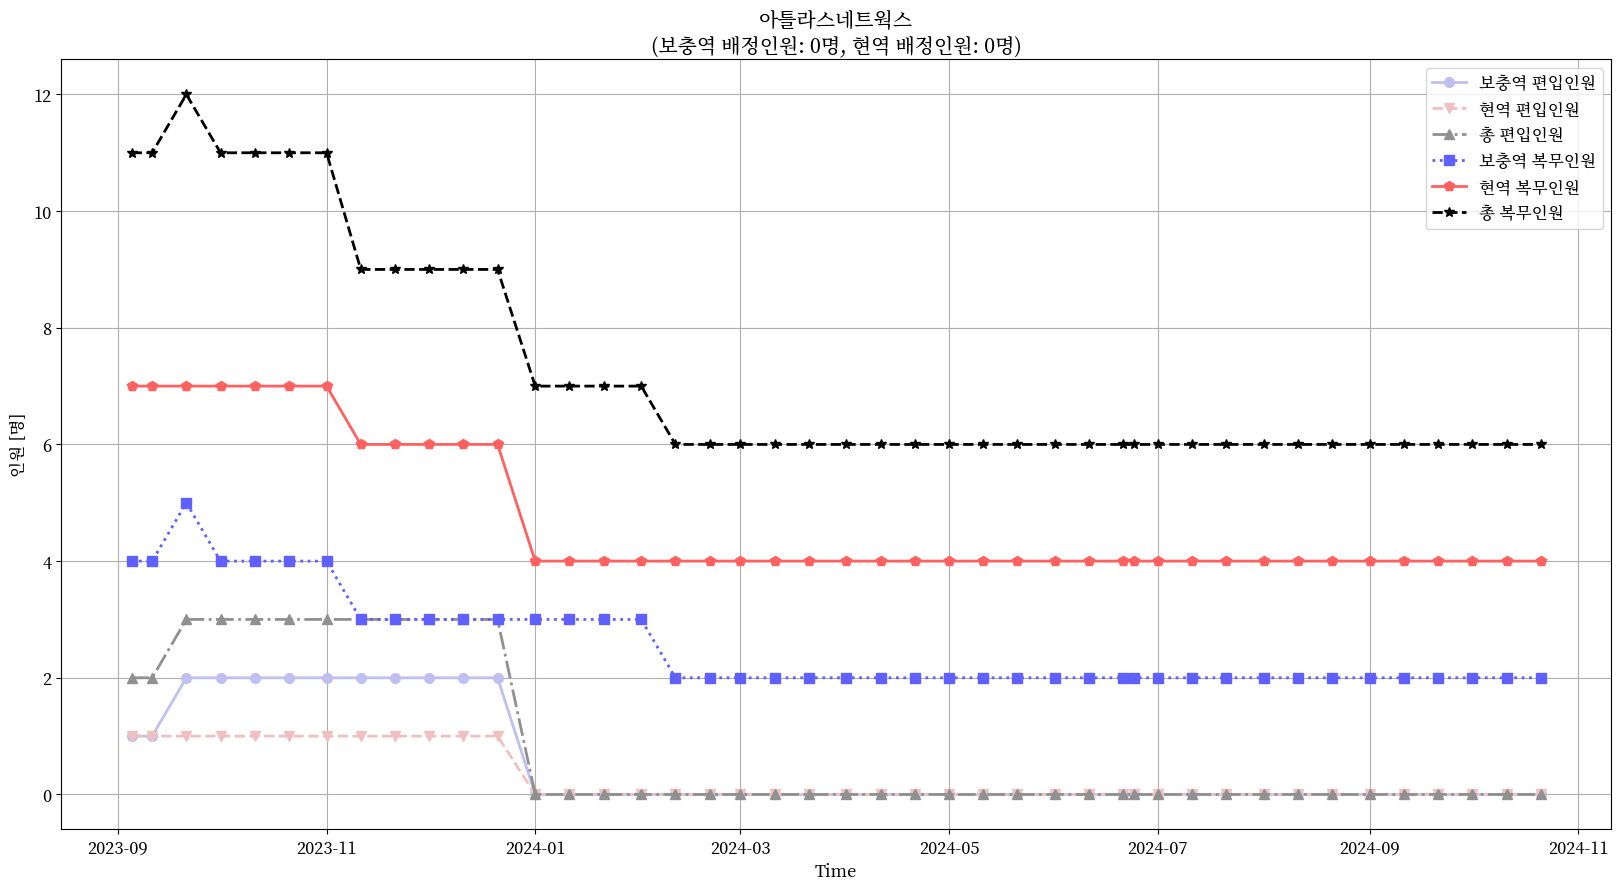 아틀라스네트웍스
(보충역 배정인원: 0명, 현역 배정인원: 0명)
12
10
8
6
4
2
0
인원 [명]
보충역 편입인원
현역 편입인원
총 편입인원
보충역 복무인원
현역 복무인원
총 복무인원
2023-09
2023-11
2024-01
2024-03
2024-05
2024-07
2024-09
2024-11
Time